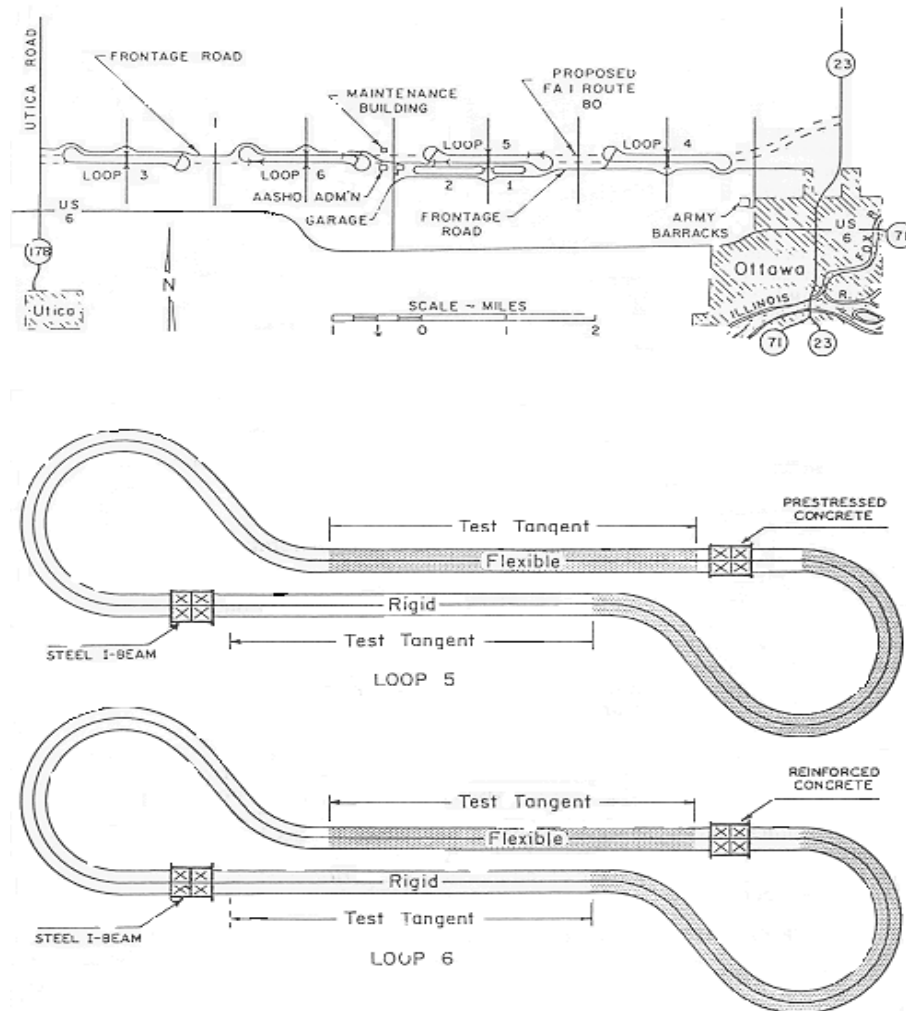 UTICA ROAD
FRONTAGE ROAD
MAINTENANCE
BUILDING
PROPOSED
FA I ROUTE
80
23
LOOP 3
LOOP 6
LOOP 5
LOOP 4
2
1
AASHO ADM'N
GARAGE
FRONTAGE
ROAD
ARMY
BARRACKS
US
6
US
6
71
178
Utica
N
Ottawa
FOX R.
ILLINOIS R.
SCALE ~ MILES
1
0
1
2
71
23
PRESTRESSED
CONCRETE
Test Tangent
Flexible
Rigid
Test Tangent
STEEL I-BEAM
LOOP 5
REINFORCED
CONCRETE
Test Tangent
Flexible
Rigid
Test Tangent
STEEL I-BEAM
LOOP 6